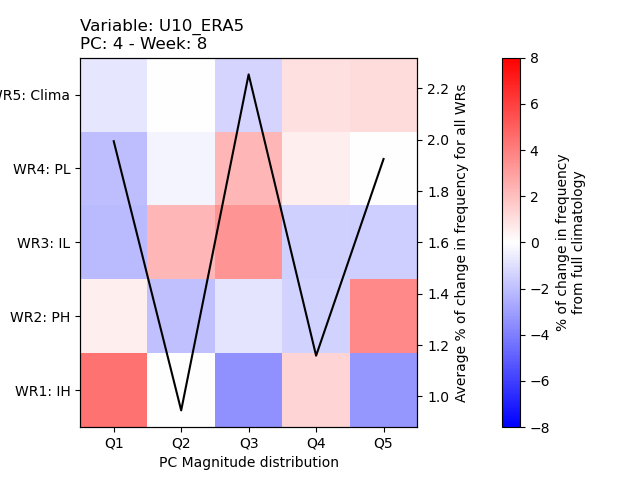 Variable: U10_ERA5
PC: 4 - Week: 8
WR5: Clima
WR4: PL
WR3: IL
WR2: PH
WR1: IH
Q1 Q2 Q3 Q4 Q5
PC Magnitude distribution
2.2
2.0
1.8
1.6
1.4
1.2
1.0
Average % of change in frequency for all WRs
8
6
4
2
0
−2
−4
−6
−8
% of change in frequency
from full climatology